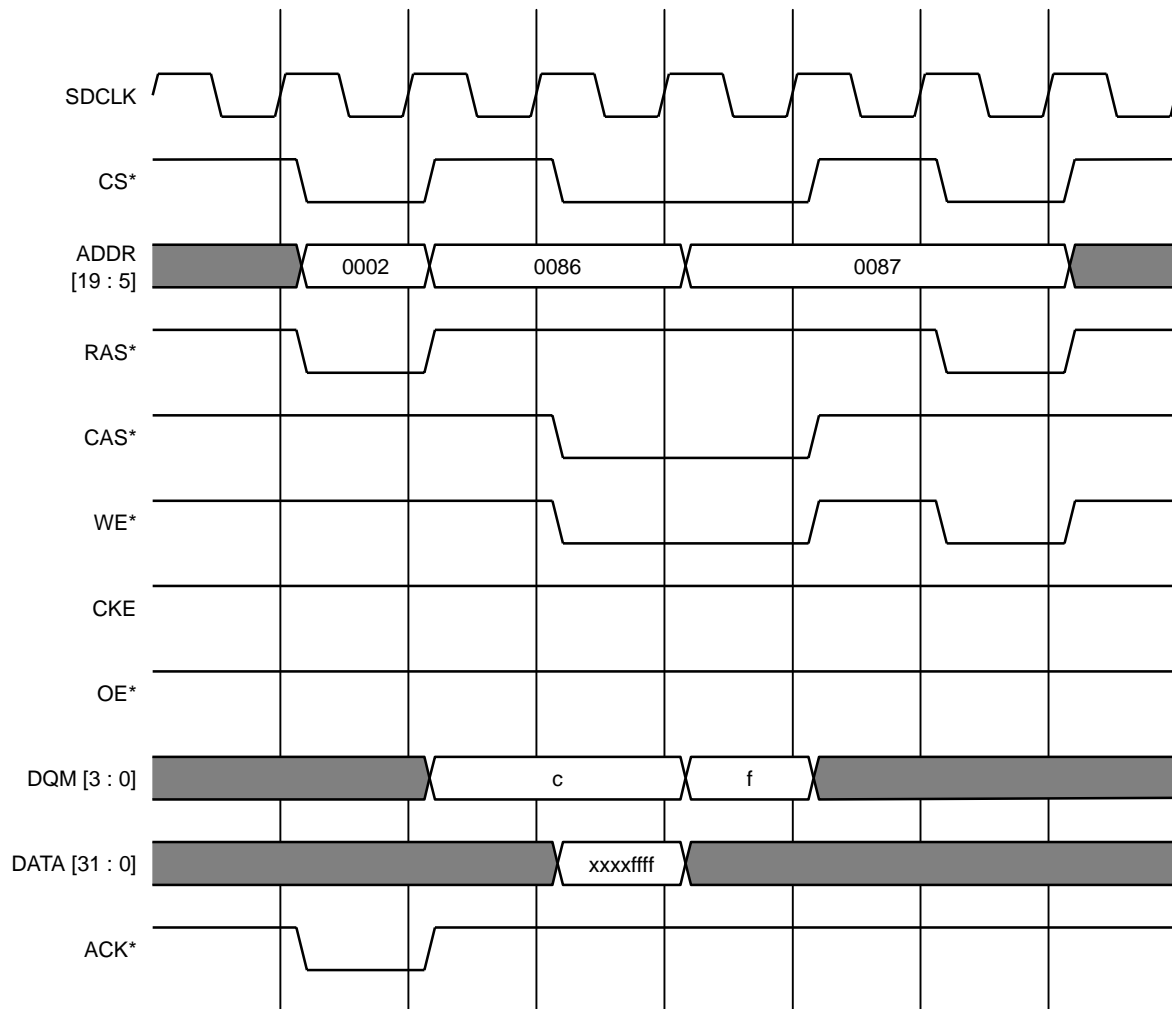 SDCLK
CS*
ADDR
[19 : 5]
0002
0086
0087
RAS*
CAS*
WE*
CKE
OE*
DQM [3 : 0]
c
f
DATA [31 : 0]
xxxxffff
ACK*